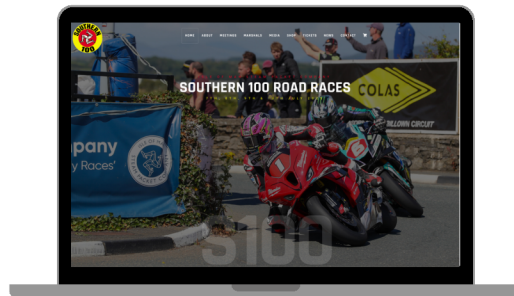 SOUTHERN
100
HOME ABOUT MEETINGS MARSHALS MEDIA SHOP TICKETS NEWS CONTACT
SOUTHERN 100 ROAD RACES
COLAS
BILLOWN CIRCUIT
pany
y Races'
S100